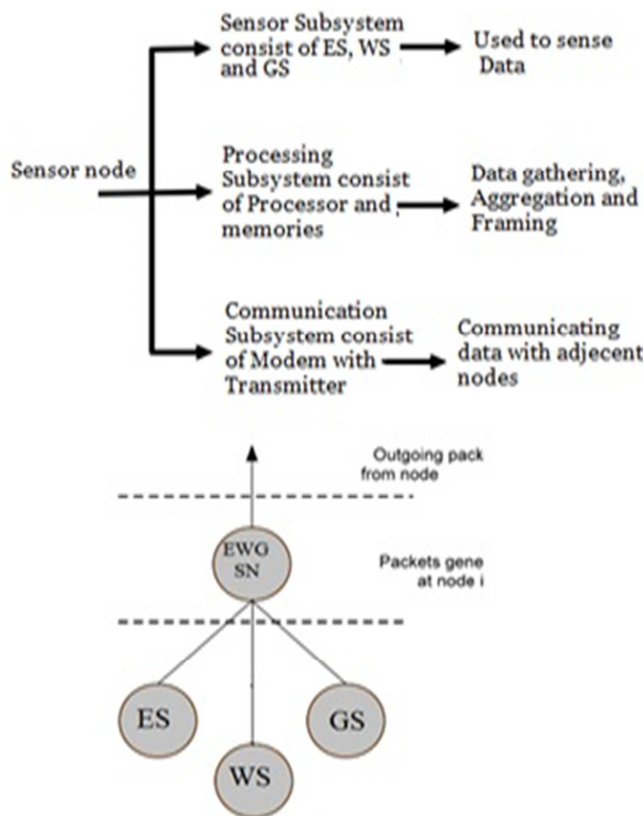 Sensor Subsystem
consist of ES, WS
and GS
Used to sense
Data
Sensor node
Processing
Subsystem consist
of Processor and
memories
Data gathering,
Aggregation and
Framing
Communication
Subsystem consist
of Modem with
Transmitter
Communicating
data with adjecent
nodes
Outgoing pack
from node
EWG
SN
Packets gene
at node i
ES
GS
WS